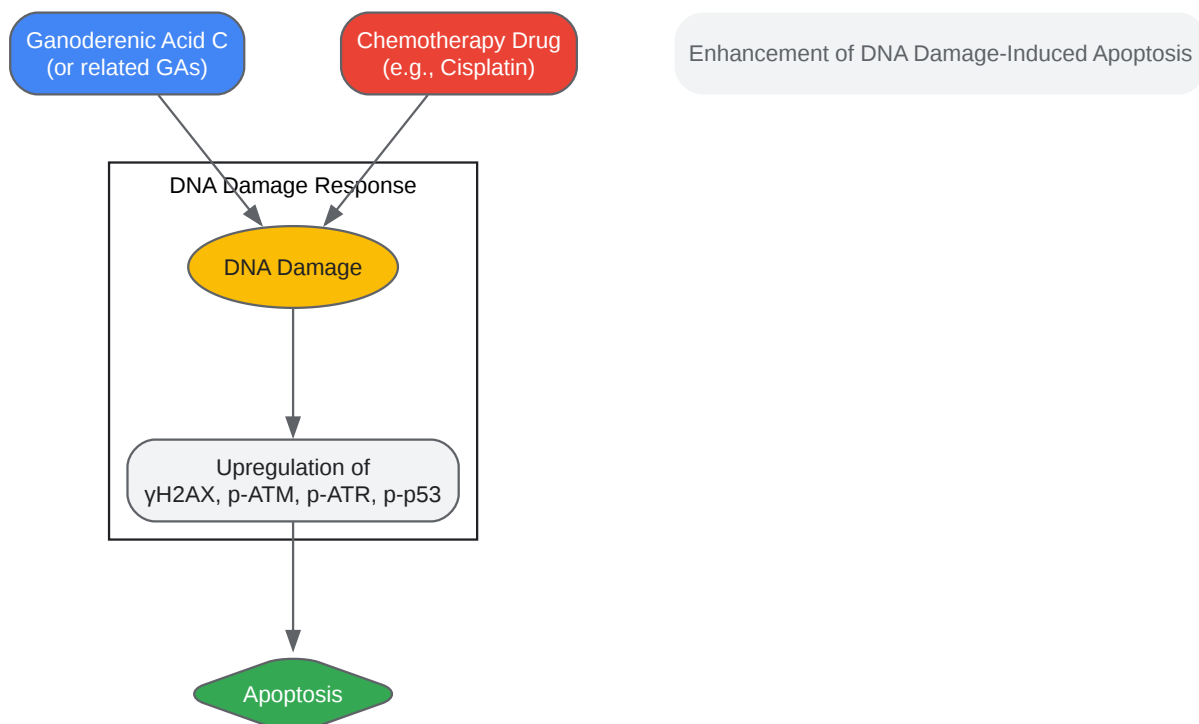 Ganoderenic Acid C
(or related GAs)
Chemotherapy Drug
(e.g., Cisplatin)
Enhancement of DNA Damage-Induced Apoptosis
DNA Damage Response
DNA Damage
Upregulation of
γH2AX, p-ATM, p-ATR, p-p53
Apoptosis